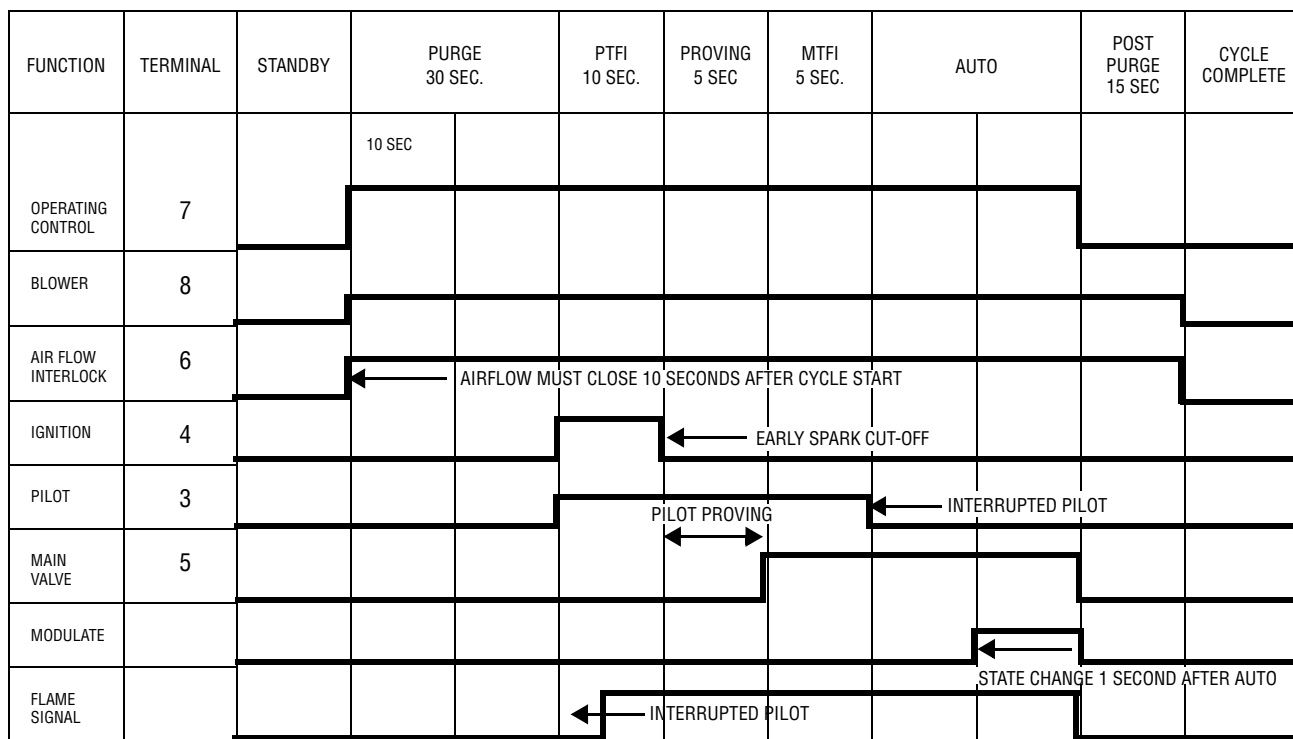 FUNCTION
TERMINAL
STANDBY
PURGE
30 SEC.
PTFI
10 SEC.
PROVING
5 SEC
MTFI
5 SEC.
AUTO
POST
PURGE
15 SEC
CYCLE
COMPLETE
10 SEC
OPERATING
CONTROL
7
BLOWER
8
AIR FLOW
INTERLOCK
6
AIRFLOW MUST CLOSE 10 SECONDS AFTER CYCLE START
IGNITION
4
EARLY SPARK CUT-OFF
PILOT
3
INTERRUPTED PILOT
PILOT PROVING
MAIN
VALVE
5
MODULATE
STATE CHANGE 1 SECOND AFTER AUTO
FLAME
SIGNAL
INTERRUPTED PILOT